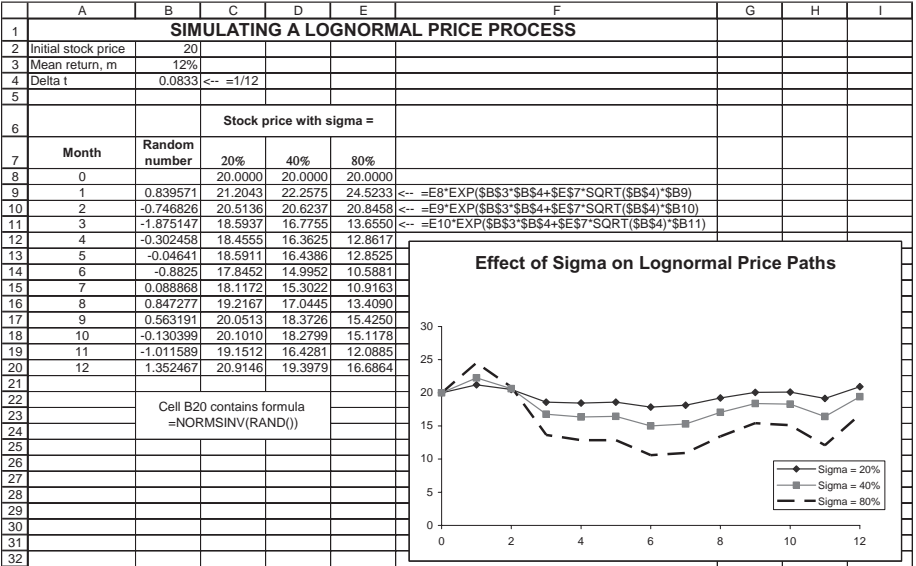 A B C D E F G H I
1 SIMULATING A LOGNORMAL PRICE PROCESS
2 Initial stock price 20
3 Mean return, m 12%
4 Delta t 0.0833 <-- =1/12
5
6 Stock price with sigma =
7 Month Random number 20% 40% 80%
8 0 20.0000 20.0000 20.0000
9 1 0.839571 21.2043 22.2575 24.5233 <-- =E8*EXP($B$3*$B$4+$E$7*SQRT($B$4)*$B9)
10 2 -0.746826 20.5136 20.6237 20.8458 <-- =E9*EXP($B$3*$B$4+$E$7*SQRT($B$4)*$B10)
11 3 -1.875147 18.5937 16.7755 13.6550 <-- =E10*EXP($B$3*$B$4+$E$7*SQRT($B$4)*$B11)
12 4 -0.302458 18.4555 16.3625 12.8617
13 5 -0.04641 18.5911 16.4386 12.8525
14 6 -0.8825 17.8452 14.9952 10.5881
15 7 0.088868 18.1172 15.3022 10.9163
16 8 0.847277 19.2167 17.0445 13.4090
17 9 0.563191 20.0513 18.3726 15.4250
18 10 -0.130399 20.1010 18.2799 15.1178
19 11 -1.011589 19.1512 16.4281 12.0885
20 12 1.352467 20.9146 19.3979 16.6864
21
22
23
24
Cell B20 contains formula
=NORMSINV(RAND())
25
26
27
28
29
30
31
32
Effect of Sigma on Lognormal Price Paths
30
25
20
15
10
5
0
0 2 4 6 8 10 12
Sigma = 20%
Sigma = 40%
Sigma = 80%